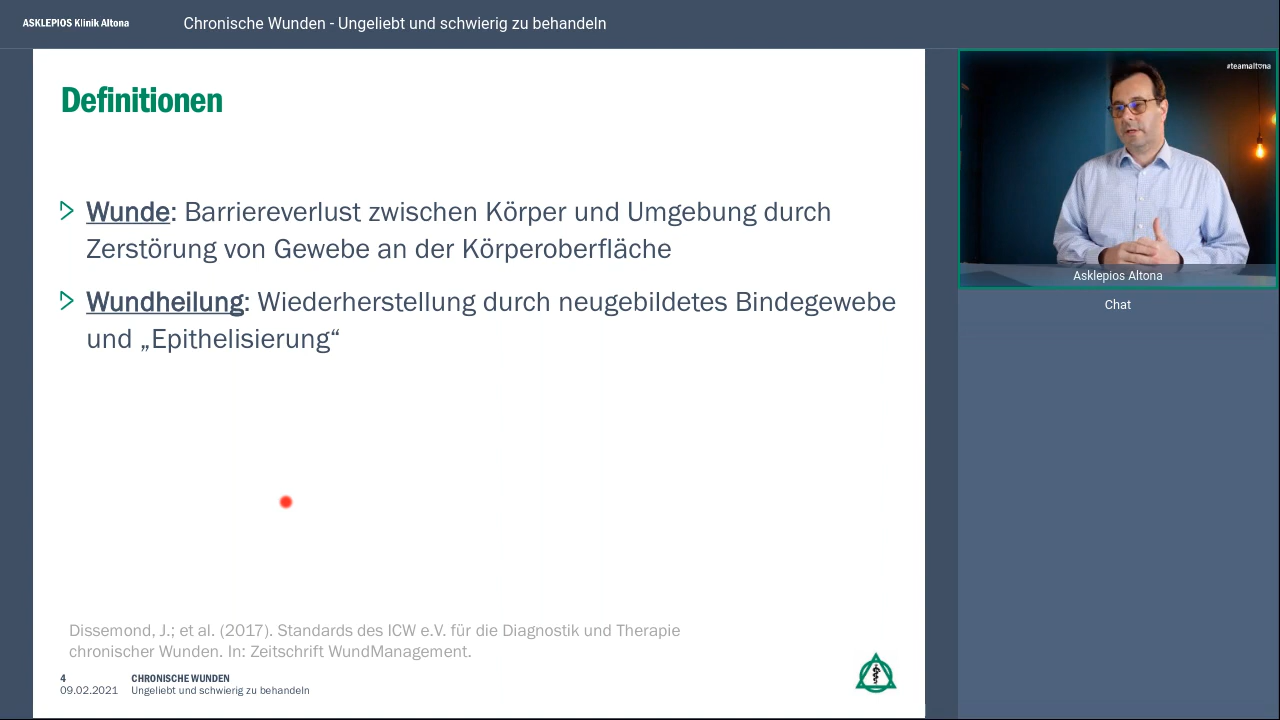 ASKLEPIOS Klinik Altona
Chronische Wunden - Ungeliebt und schwierig zu behandeln
Definitionen
Wunde: Barriereverlust zwischen Körper und Umgebung durch
Zerstörung von Gewebe an der Körperoberfläche
Wundheilung: Wiederherstellung durch neugebildetes Bindegewebe
und „Epithelisierung“
Dissemond, J.; et al. (2017). Standards des ICW e.V. für die Diagnostik und Therapie
chronischer Wunden. In: Zeitschrift WundManagement.
4 CHRONISCHE WUNDEN
09.02.2021 Ungeliebt und schwierig zu behandeln
#teamaltona
Asklepios Altona
Chat